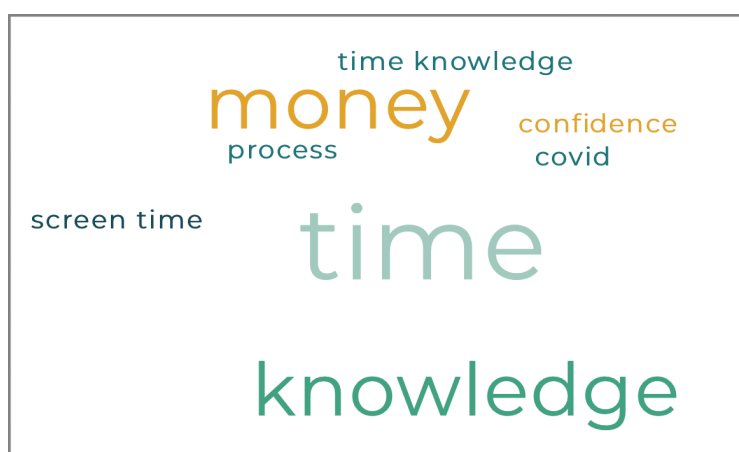 time knowledge
money
confidence
process
covid
screen time
time
knowledge